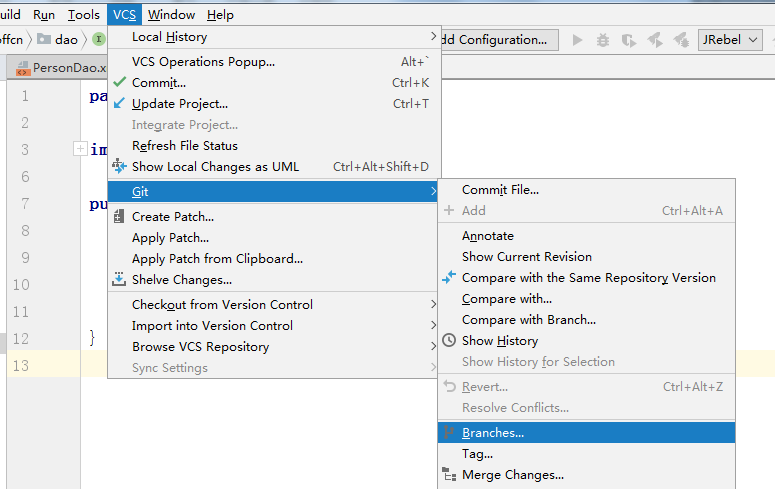 uild Run Tools VCS Window Help
offcn dao dd Configuration... JRebel
PersonDao.x
Local History
VCS Operations Popup... Alt+`
Commit... Ctrl+K
Update Project... Ctrl+T
Integrate Project...
Refresh File Status
Show Local Changes as UML Ctrl+Alt+Shift+D
Git
Create Patch...
Apply Patch...
Apply Patch from Clipboard...
Shelve Changes...
Checkout from Version Control
Import into Version Control
Browse VCS Repository
Sync Settings
Commit File...
Add Ctrl+Alt+A
Annotate
Show Current Revision
Compare with the Same Repository Version
Compare with...
Compare with Branch...
Show History
Show History for Selection
Revert... Ctrl+Alt+Z
Resolve Conflicts...
Branches...
Tag...
Merge Changes...
1 pa
2
3 im
6
7 pu
8
9
10
11
12 }
13